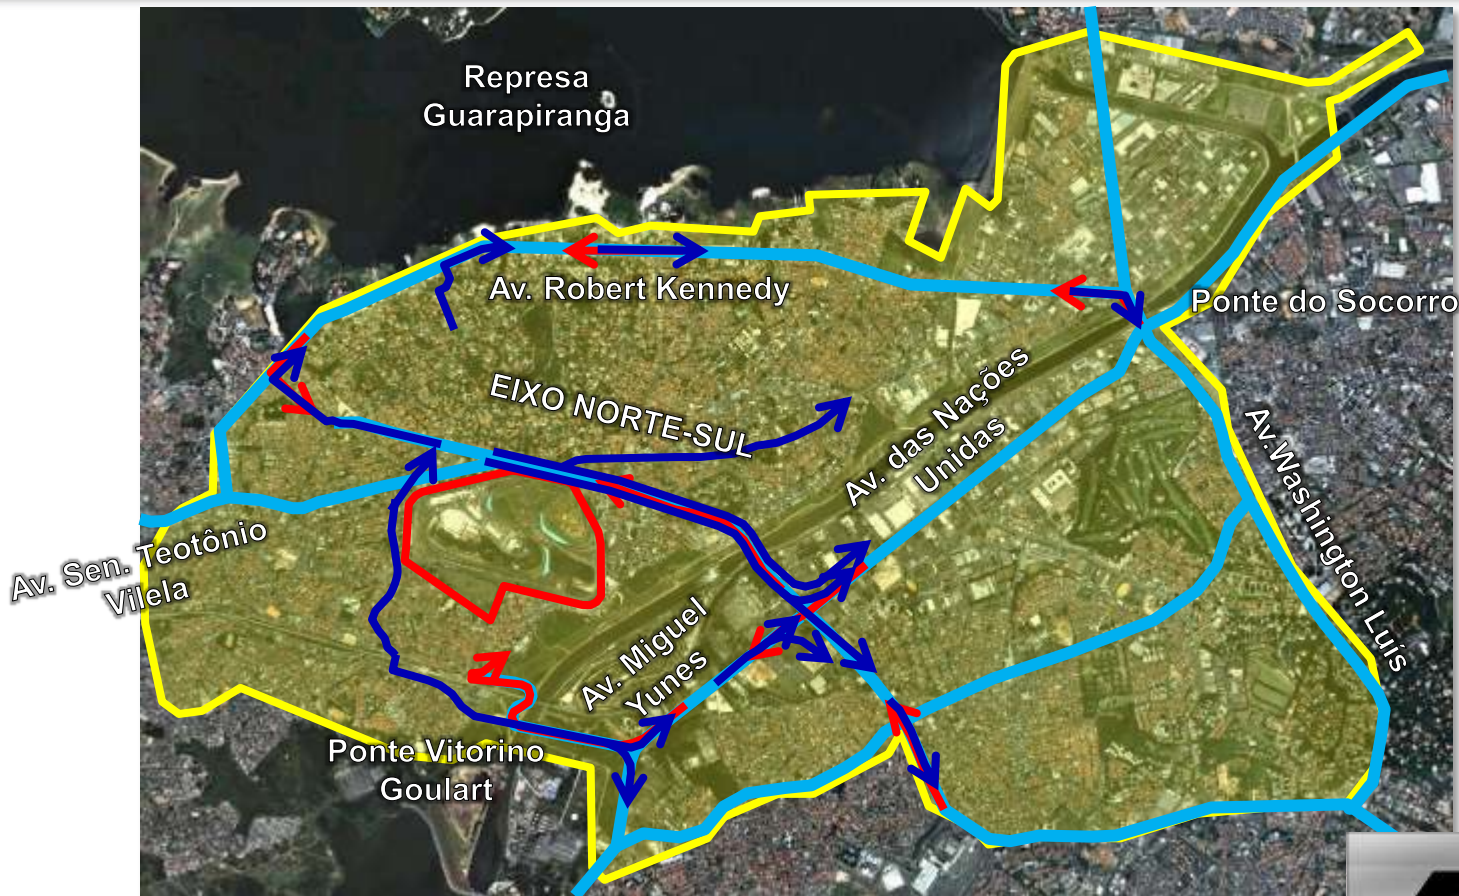 Represa
Guarapiranga
Av. Robert Kennedy
Ponte do Socorro
EIXO NORTE-SUL
Av. das Nações
Unidas
Av.Washington Luís
Av. Sen. Teotônio
Vilela
Av. Miguel
Yunes
Ponte Vitorino
Goulart